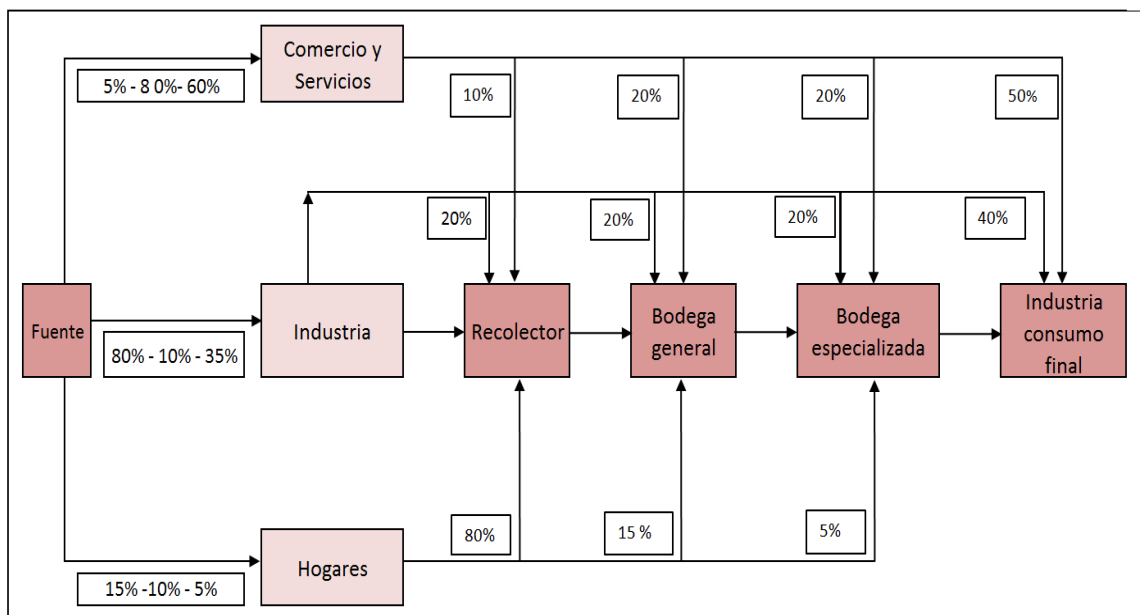 Comercio y
Servicios
5% - 8 0%- 60%
10%
20%
20%
50%
20%
20%
20%
40%
Fuente
80% - 10% - 35%
Industria
Recolector
Bodega
general
Bodega
especializada
Industria
consumo
final
80%
15 %
5%
15% -10% - 5%
Hogares